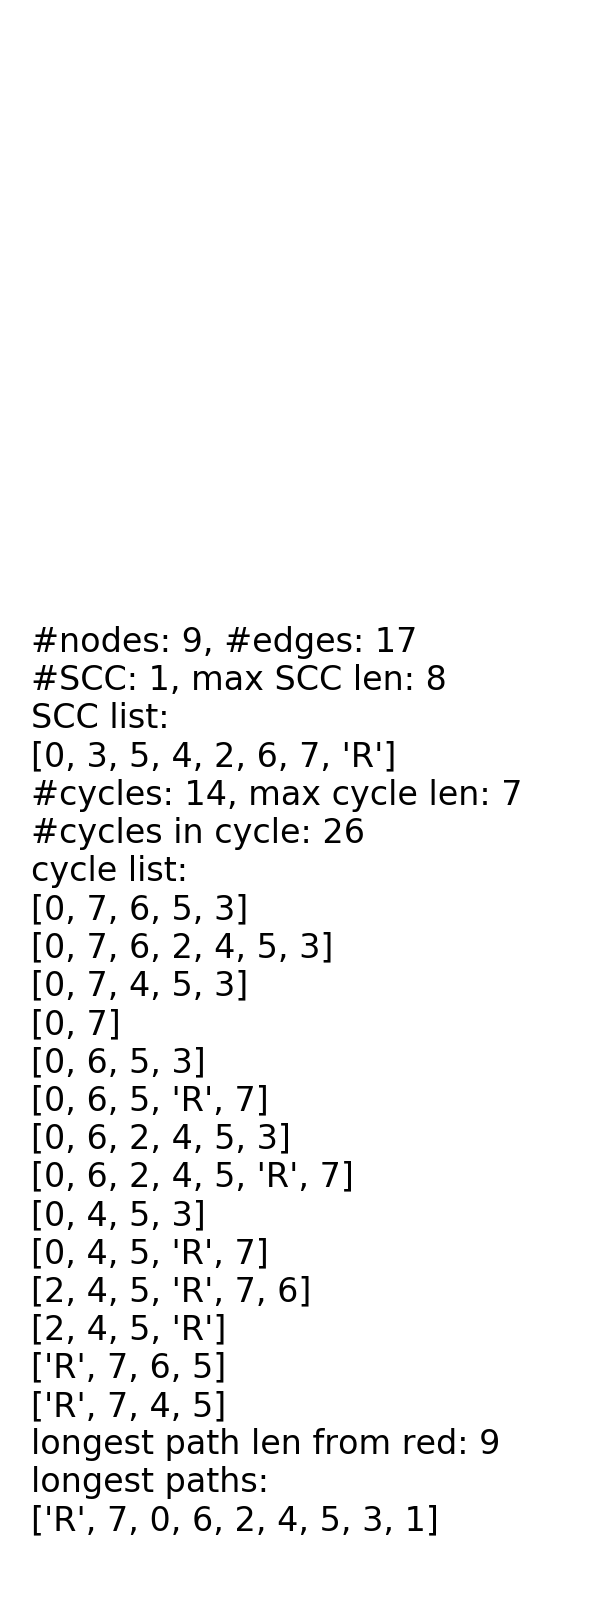 #nodes: 9, #edges: 17
#SCC: 1, max SCC len: 8
SCC list:
[0, 3, 5, 4, 2, 6, 7, 'R']
#cycles: 14, max cycle len: 7
#cycles in cycle: 26
cycle list:
[0, 7, 6, 5, 3]
[0, 7, 6, 2, 4, 5, 3]
[0, 7, 4, 5, 3]
[0, 7]
[0, 6, 5, 3]
[0, 6, 5, 'R', 7]
[0, 6, 2, 4, 5, 3]
[0, 6, 2, 4, 5, 'R', 7]
[0, 4, 5, 3]
[0, 4, 5, 'R', 7]
[2, 4, 5, 'R', 7, 6]
[2, 4, 5, 'R']
['R', 7, 6, 5]
['R', 7, 4, 5]
longest path len from red: 9
longest paths:
['R', 7, 0, 6, 2, 4, 5, 3, 1]